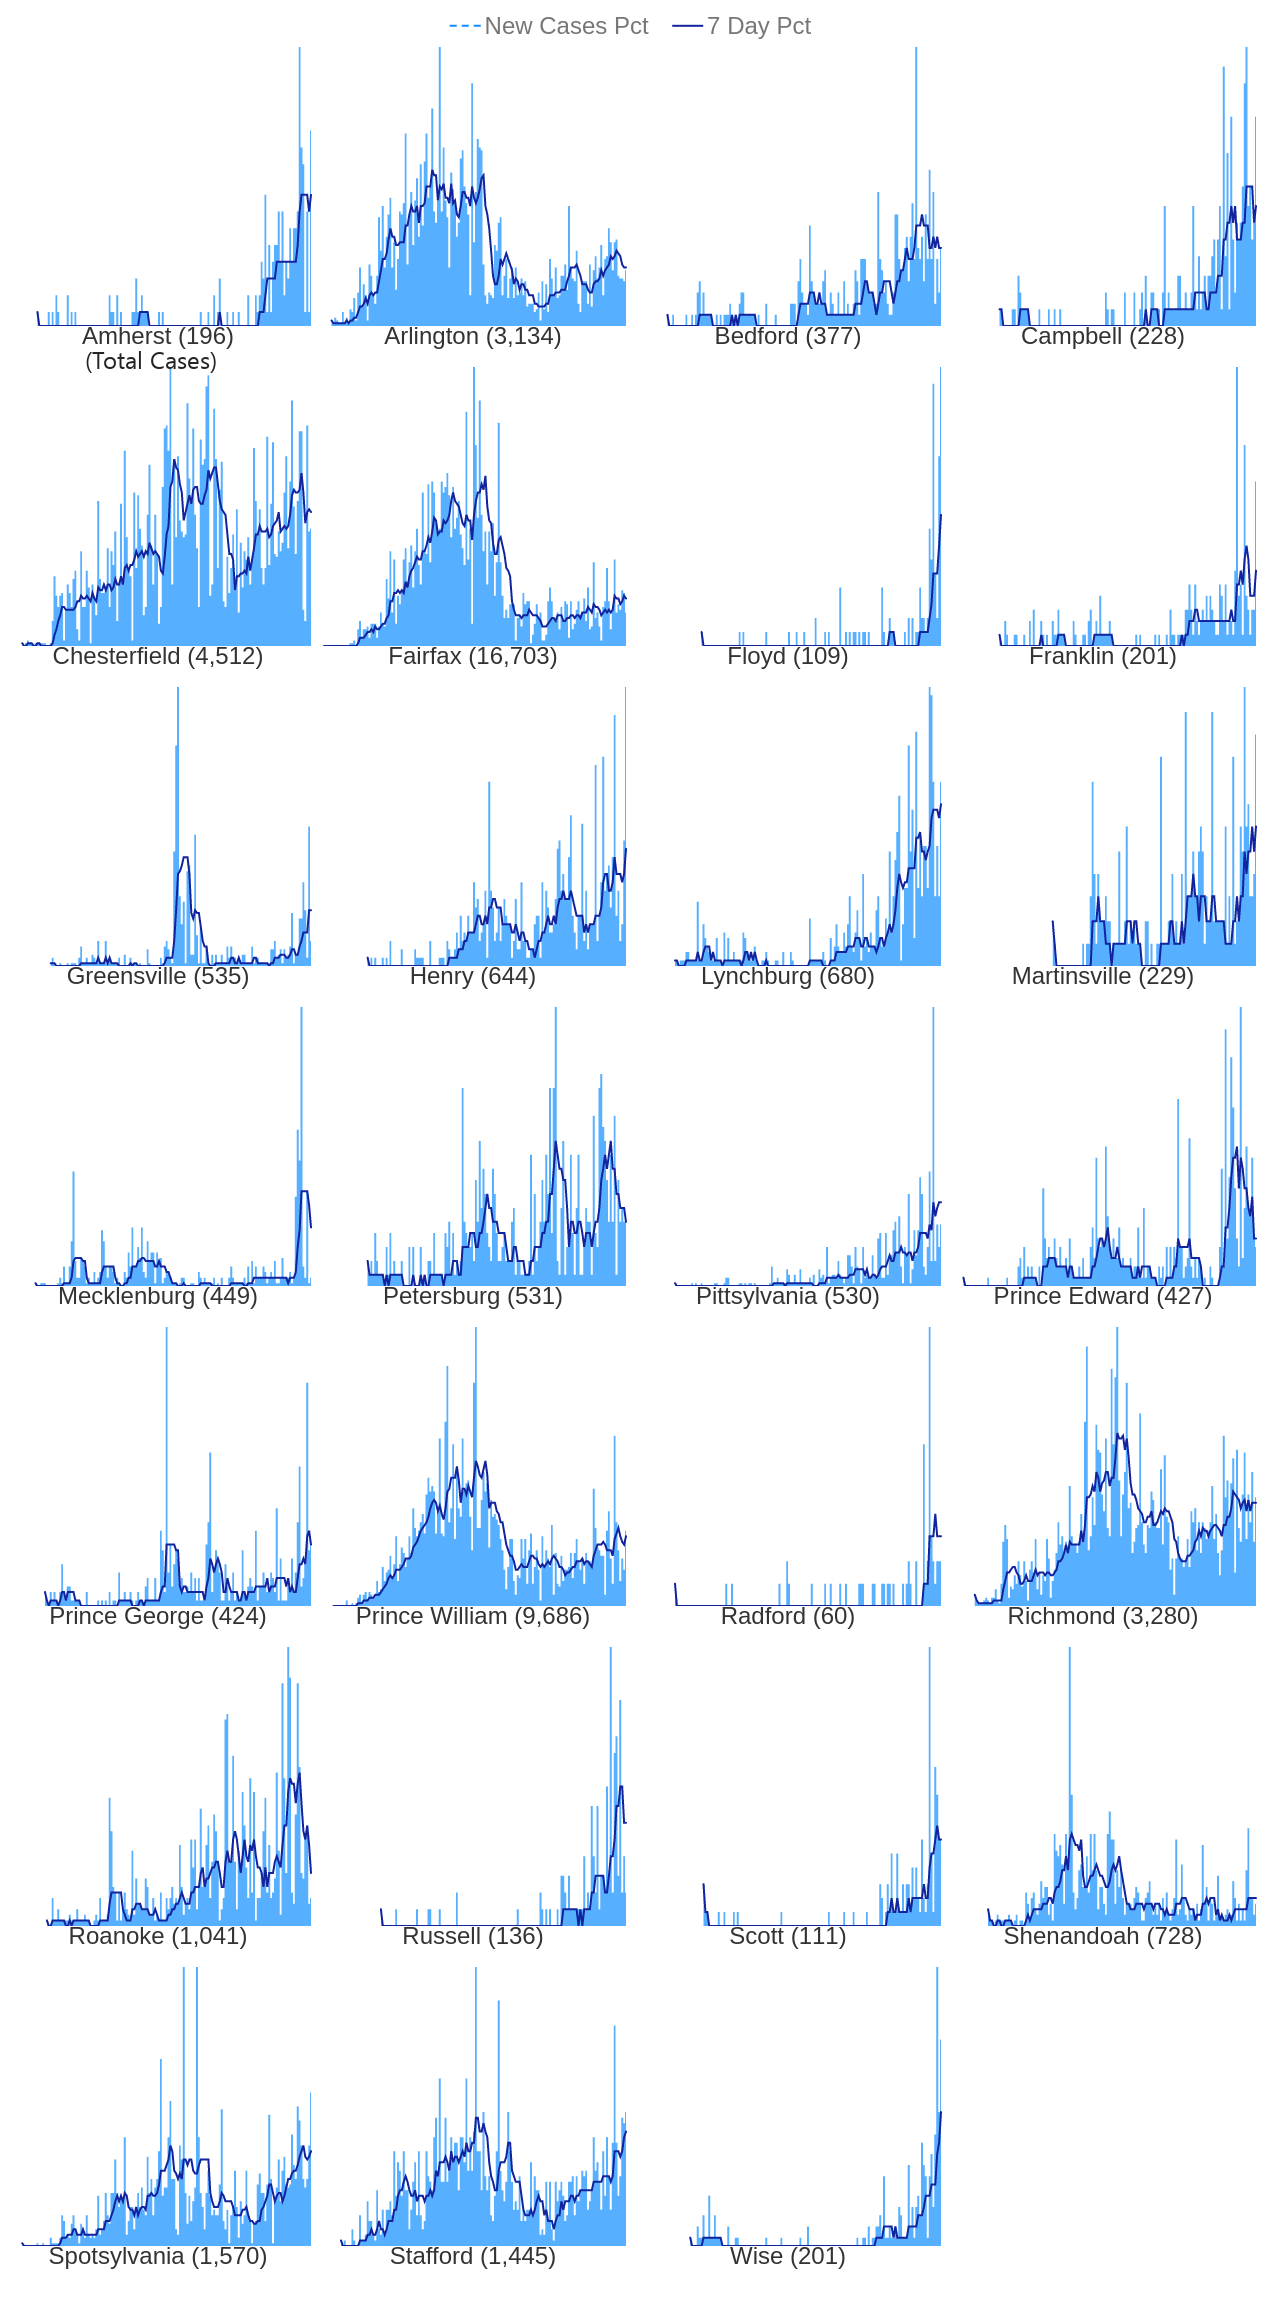 New Cases Pct 7 Day Pct
Amherst (196) Arlington (3,134) Bedford (377) Campbell (228)
(Total Cases)
Chesterfield (4,512) Fairfax (16,703) Floyd (109) Franklin (201)
Greensville (535) Henry (644) Lynchburg (680) Martinsville (229)
Mecklenburg (449) Petersburg (531) Pittsylvania (530) Prince Edward (427)
Prince George (424) Prince William (9,686) Radford (60) Richmond (3,280)
Roanoke (1,041) Russell (136) Scott (111) Shenandoah (728)
Spotsylvania (1,570) Stafford (1,445) Wise (201)